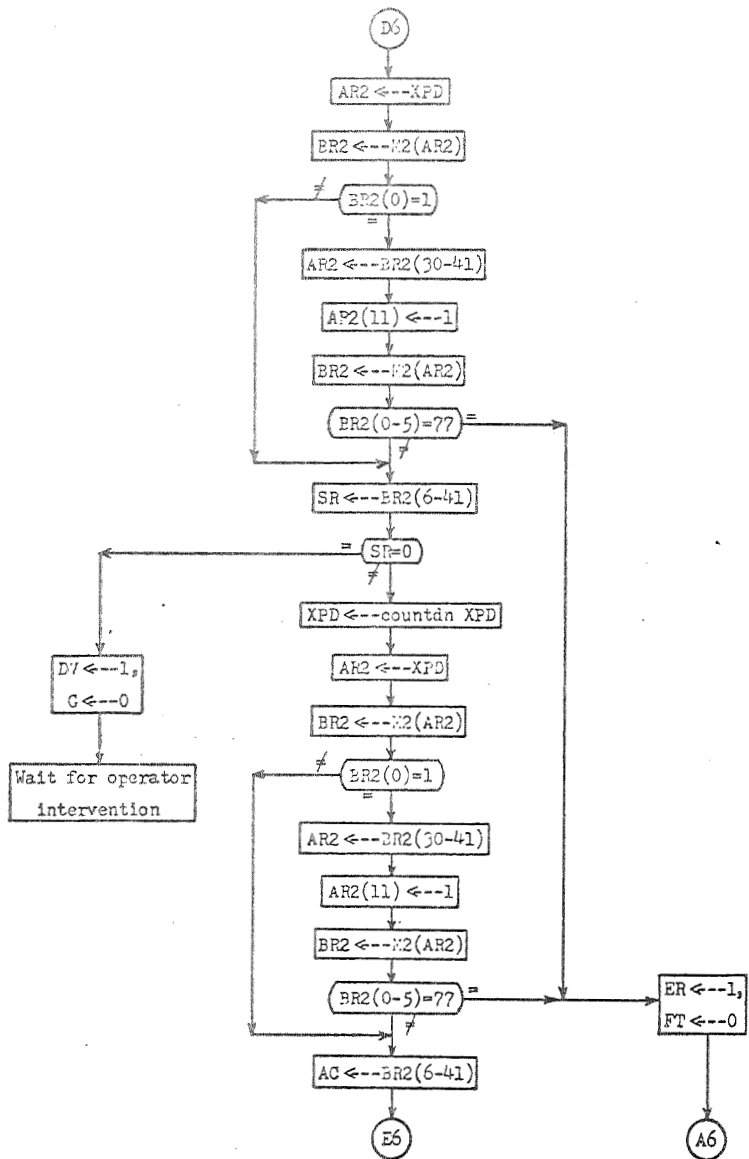 D6
AR2 <---XPD
BR2 <---M2(AR2)
≠
BR2(0)=1
=
AR2 <---BR2(30-41)
AR2(11) <---1
BR2 <---M2(AR2)
BR2(0-5)=77
=
≠
SR <---BR2(6-41)
=
SR=0
≠
XPD <---countdn XPD
DV <---1,
G <---0
AR2 <---XPD
BR2 <---M2(AR2)
Wait for operator
intervention
≠
BR2(0)=1
=
AR2 <---BR2(30-41)
AR2(11) <---1
BR2 <---M2(AR2)
BR2(0-5)=77
=
≠
ER <---1,
FT <---0
AC <---BR2(6-41)
E6
A6